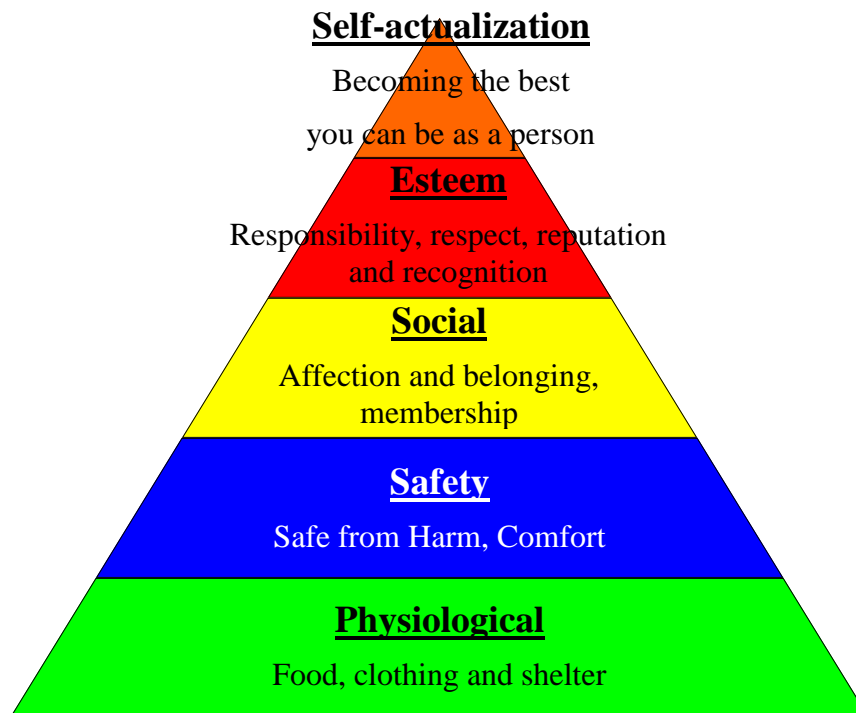 Self-actualization
Becoming the best
you can be as a person
Esteem
Responsibility, respect, reputation
and recognition
Social
Affection and belonging,
membership
Safety
Safe from Harm, Comfort
Physiological
Food, clothing and shelter